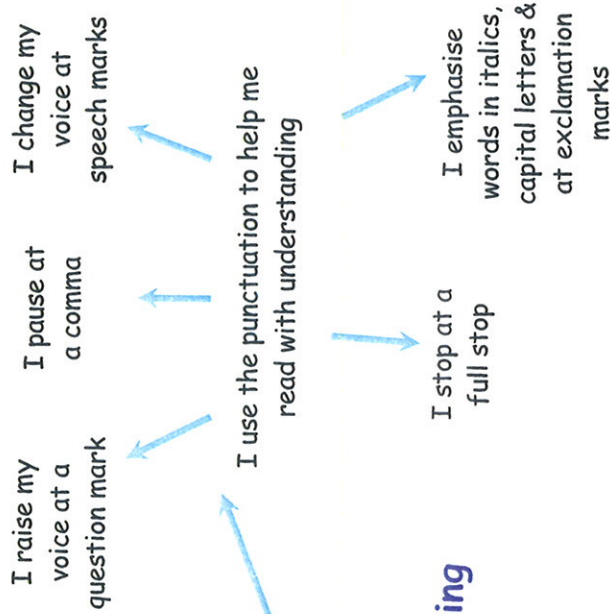 I raise my
voice at a
question mark
I pause at
a comma
I change my
voice at
speech marks
I use the punctuation to help me
read with understanding
I stop at a
full stop
I emphasise
words in italics,
capital letters &
at exclamation
marks
ing